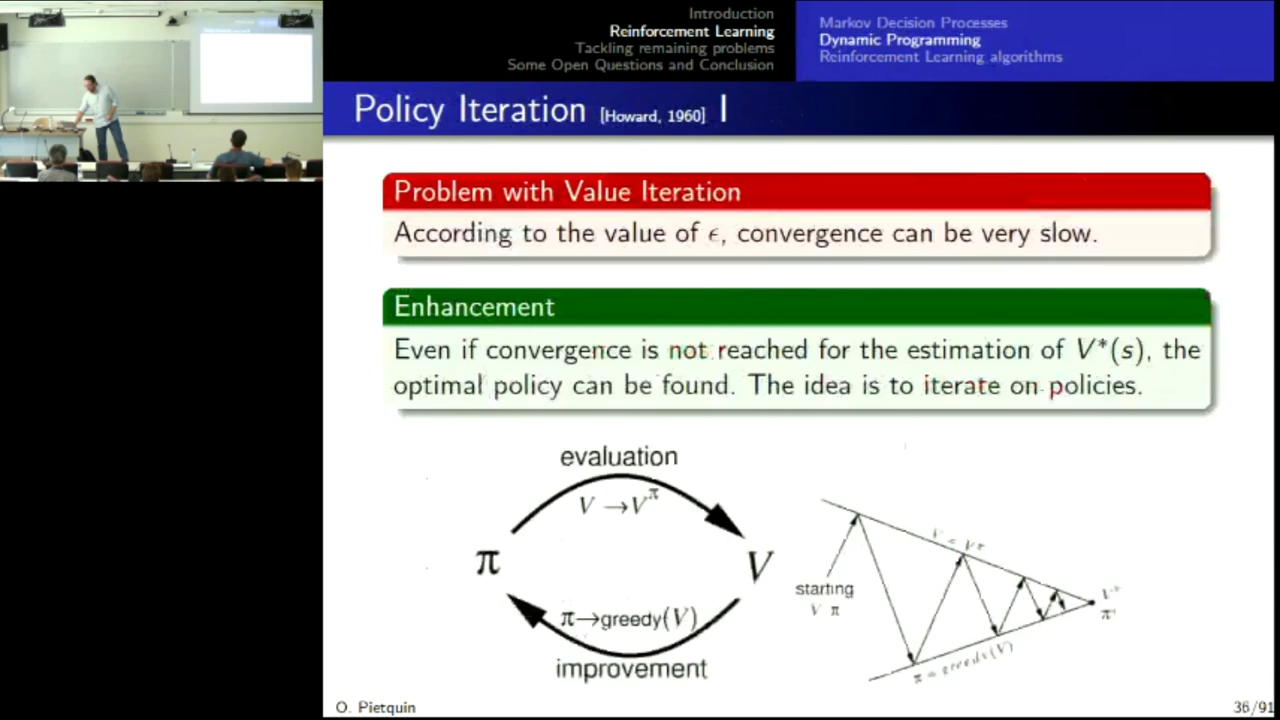 Introduction
Reinforcement Learning
Tackling remaining problems
Some Open Questions and Conclusion
Markov Decision Processes
Dynamic Programming
Reinforcement Learning algorithms
Policy Iteration [Howard, 1960] I
Problem with Value Iteration
According to the value of ϵ, convergence can be very slow.
Enhancement
Even if convergence is not reached for the estimation of V*(s), the
optimal policy can be found. The idea is to iterate on policies.
evaluation
V →V^π
π
V
π→greedy(V)
improvement
starting
V π
V = V^π
π = greedy(V)
V*
π*
O. Pietquin
36/91